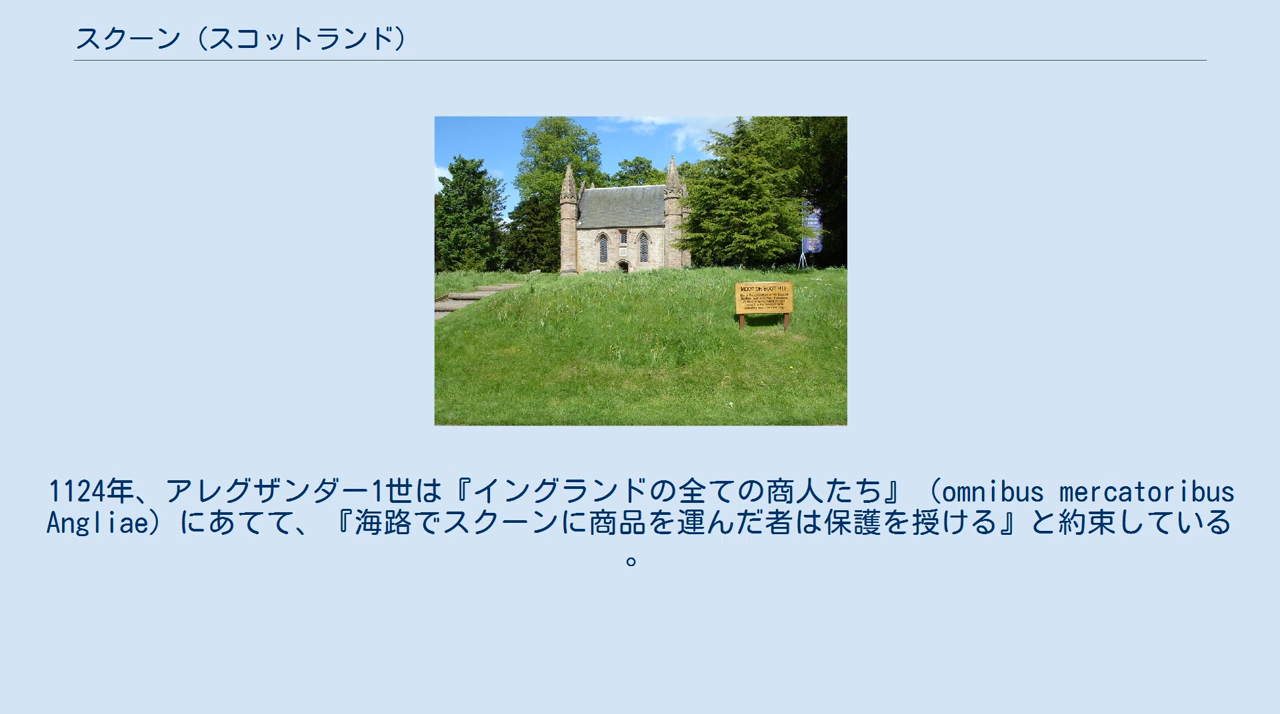 スクーン（スコットランド）
MOOT OR BOOT HILL
1124年、アレグザンダー1世は『イングランドの全ての商人たち』（omnibus mercatoribus
Angliae）にあてて、『海路でスクーンに商品を運んだ者は保護を授ける』と約束している
。